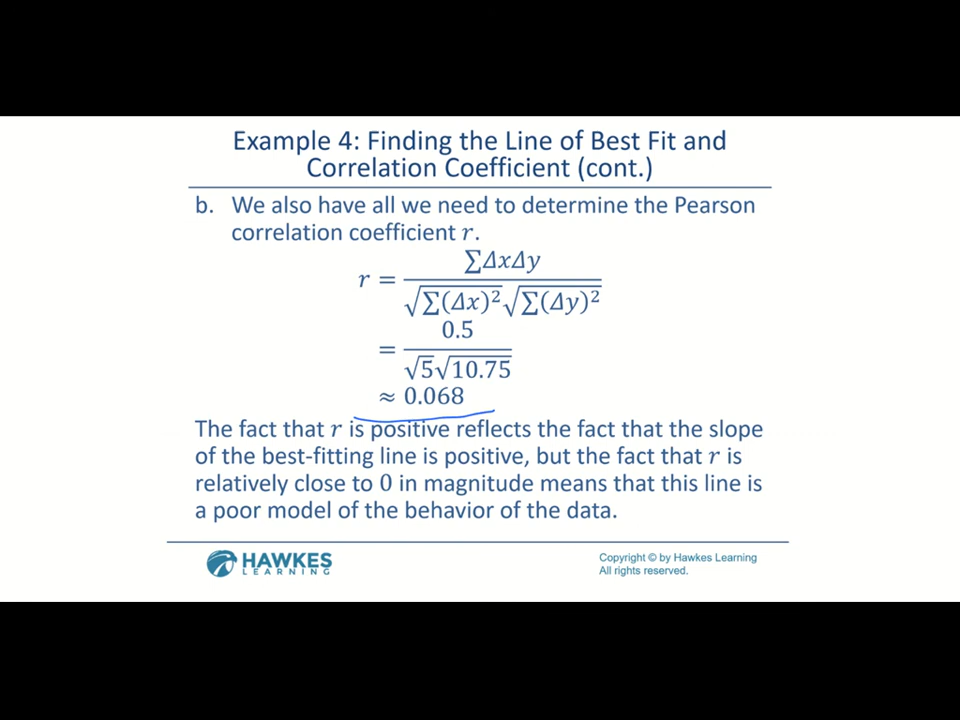 Example 4: Finding the Line of Best Fit and
Correlation Coefficient (cont.)
b. We also have all we need to determine the Pearson
correlation coefficient r.
r = ∑ΔxΔy / √∑(Δx)² √∑(Δy)²
= 0.5 / √5√10.75
≈ 0.068
The fact that r is positive reflects the fact that the slope
of the best-fitting line is positive, but the fact that r is
relatively close to 0 in magnitude means that this line is
a poor model of the behavior of the data.
HAWKES
LEARNING
Copyright © by Hawkes Learning
All rights reserved.